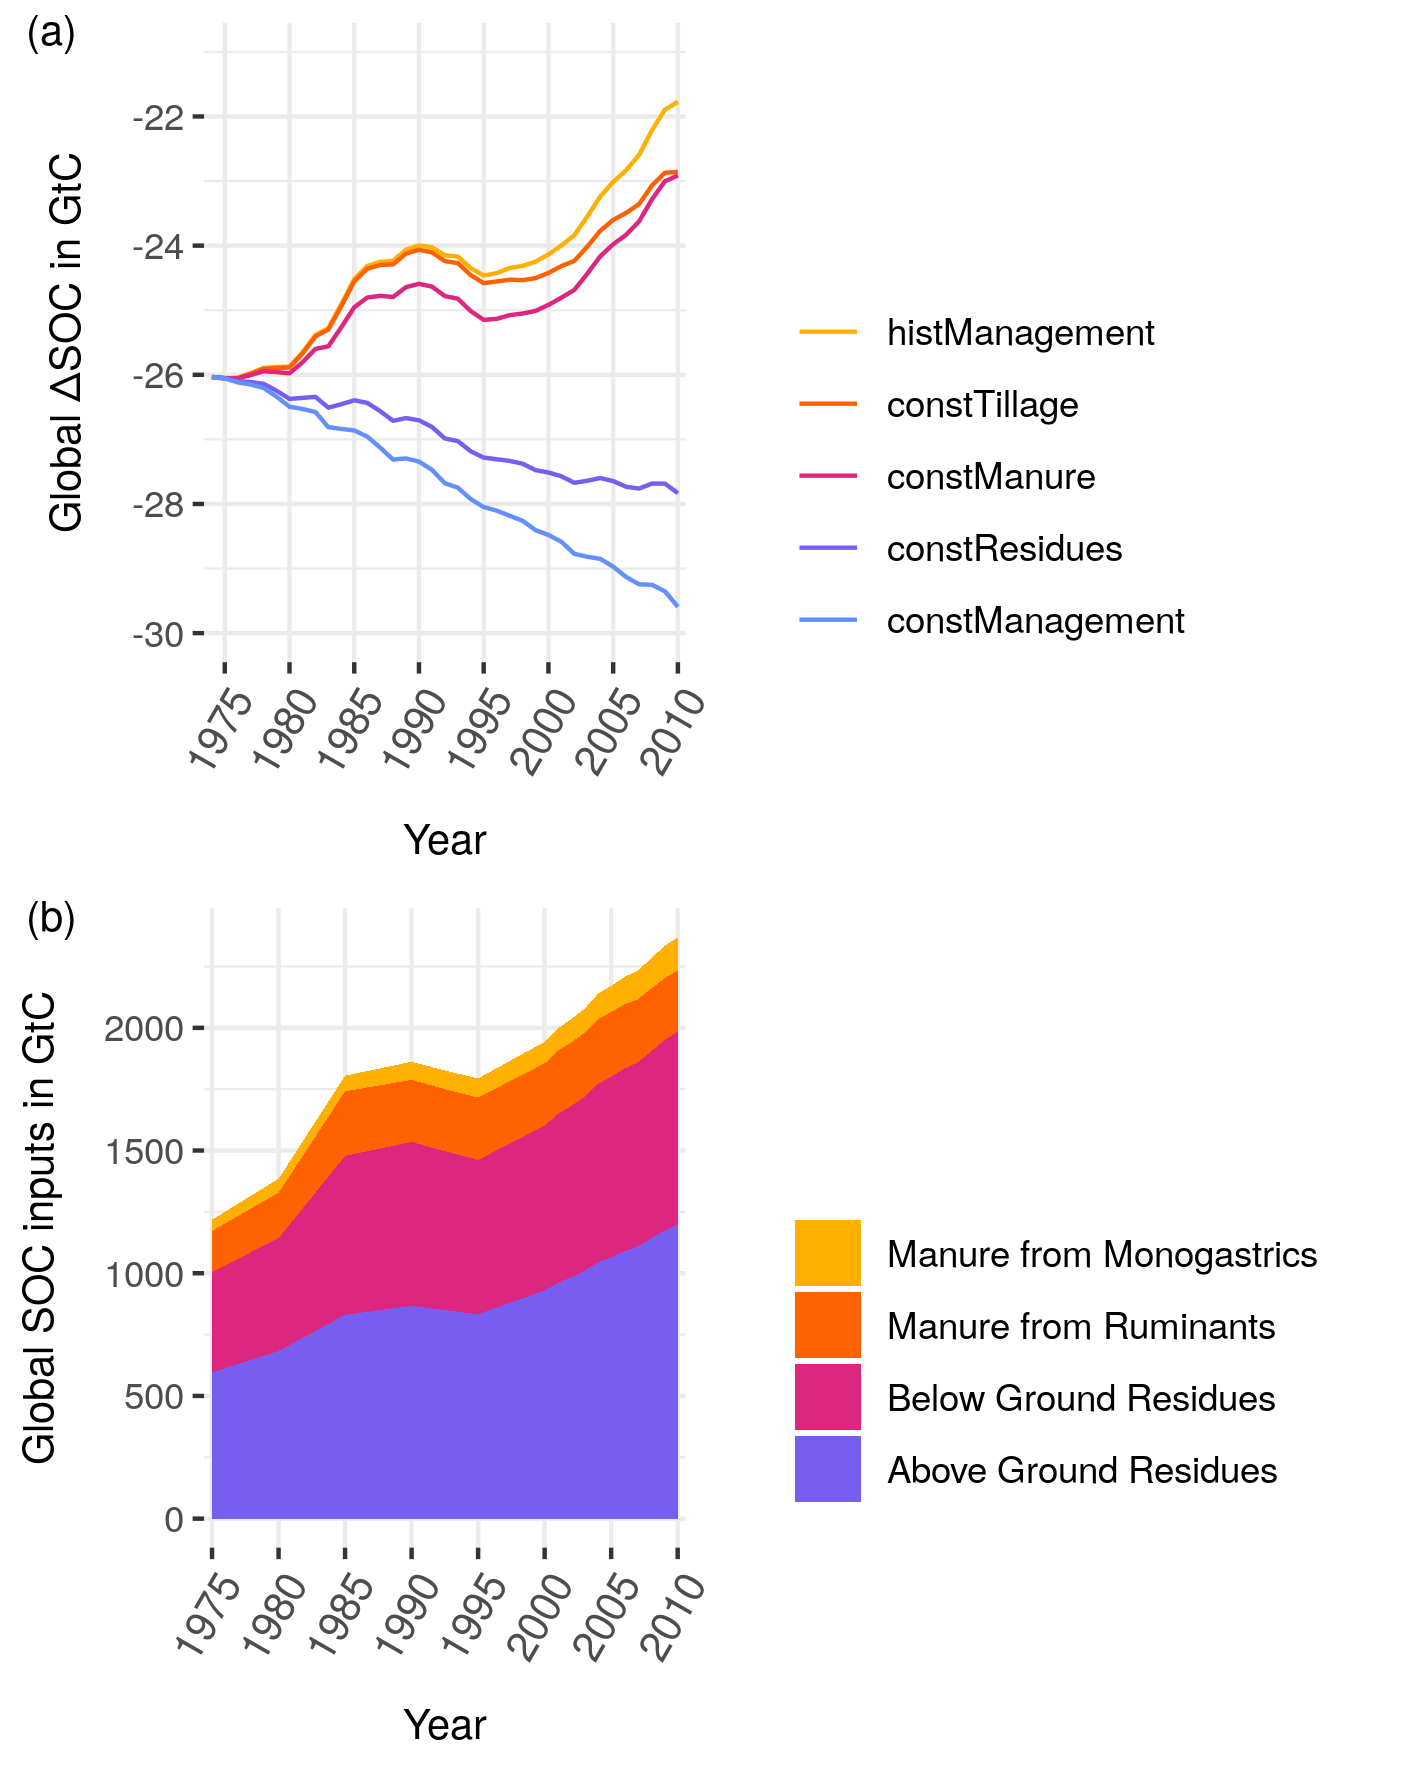 (a)
Global ΔSOC in GtC
-22
-24
-26
-28
-30
1975
1980
1985
1990
1995
2000
2005
2010
Year
histManagement
constTillage
constManure
constResidues
constManagement
(b)
Global SOC inputs in GtC
2000
1500
1000
500
0
1975
1980
1985
1990
1995
2000
2005
2010
Year
Manure from Monogastrics
Manure from Ruminants
Below Ground Residues
Above Ground Residues